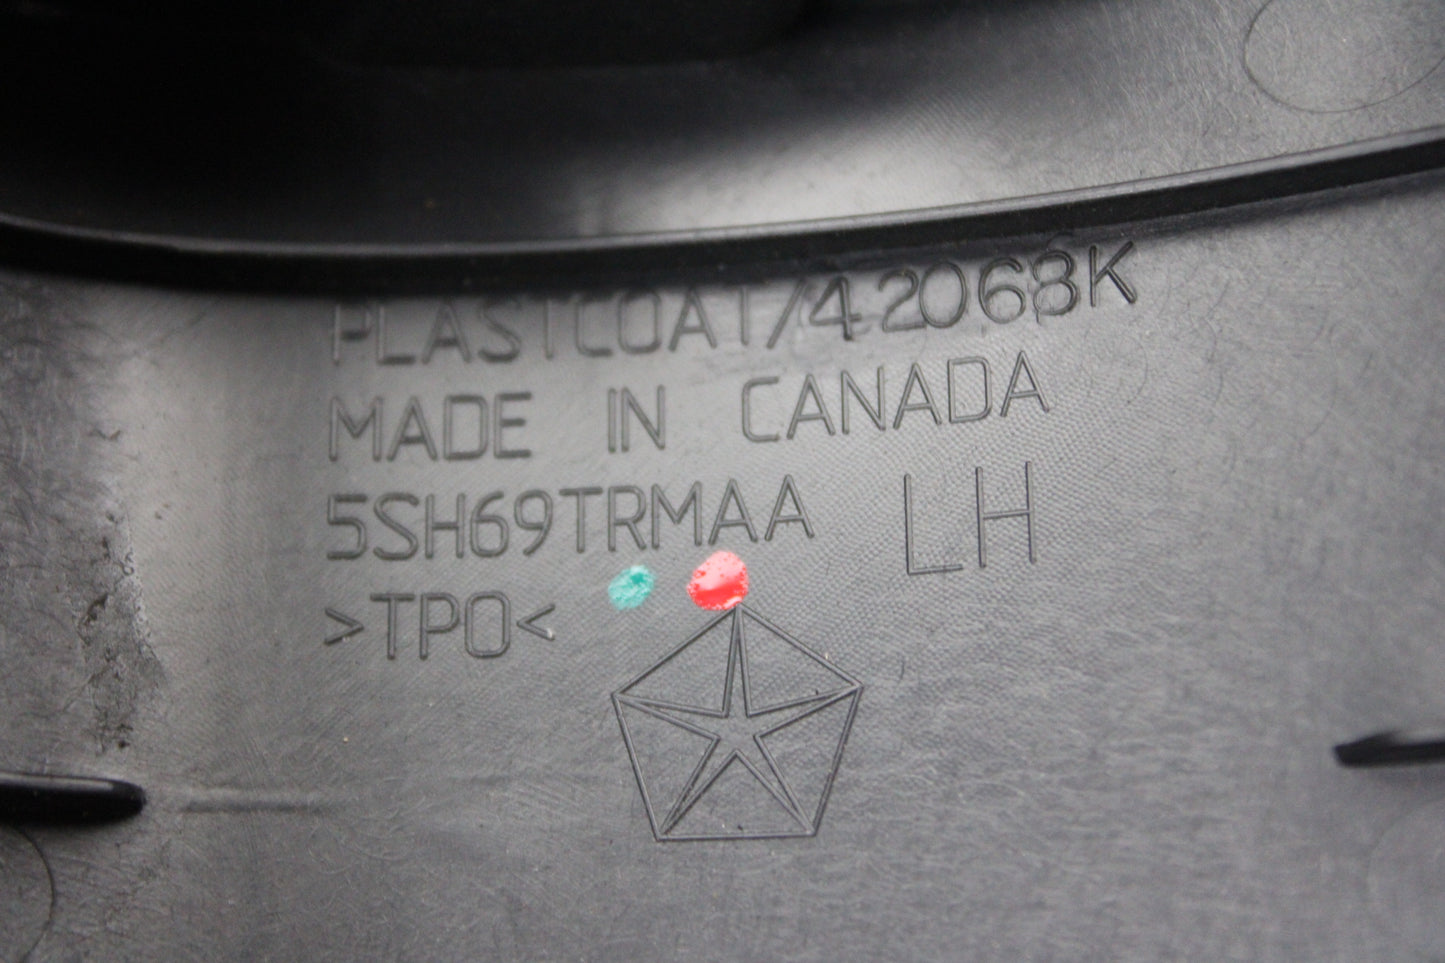 PLASTCOAT/42068K
MADE IN CANADA
5SH69TRMAA LH
>TPO<